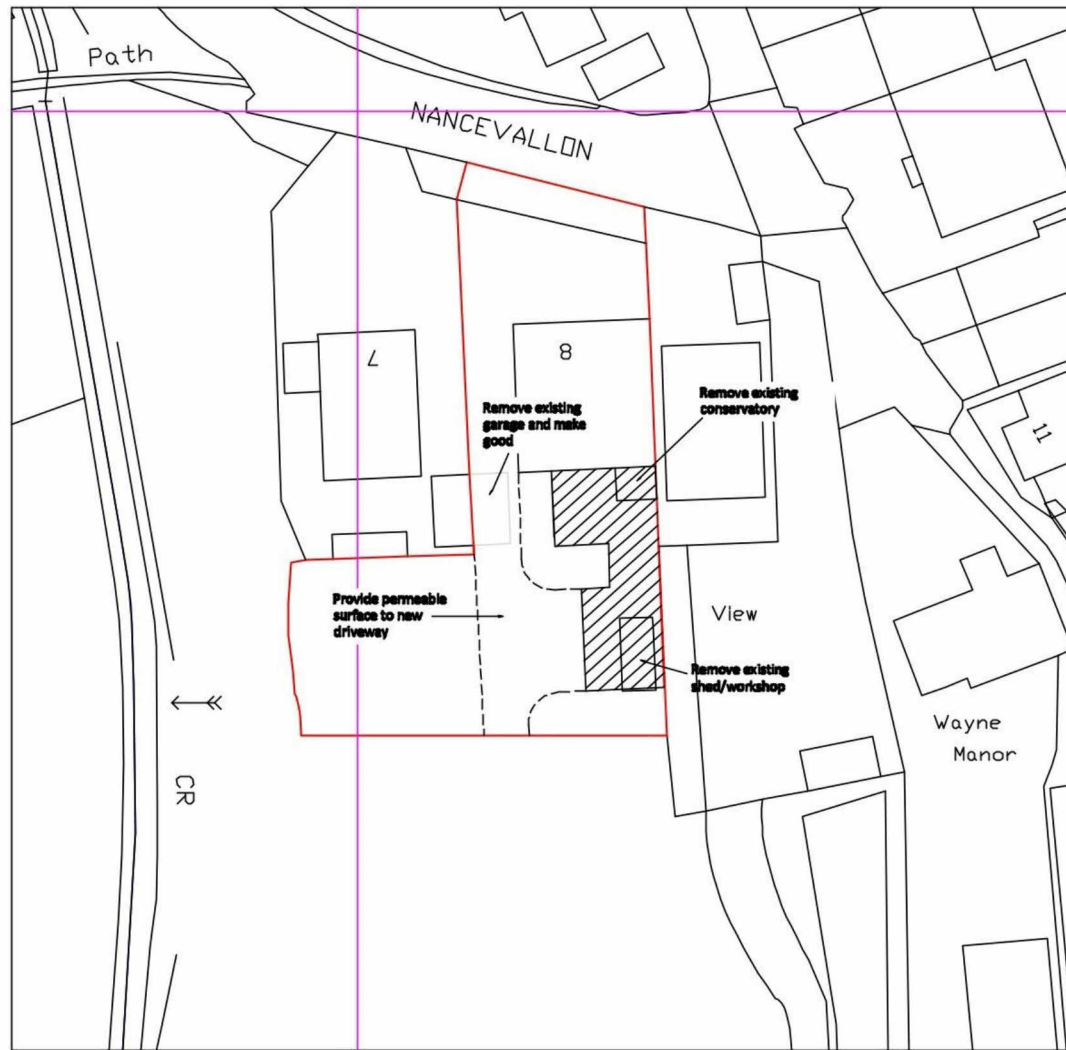 Path
NANCEVALLON
7
8
Remove existing
garage and make
good
Remove existing
conservatory
11
Provide permeable
surface to new
driveway
View
Remove existing
shed/workshop
Wayne
Manor
CR